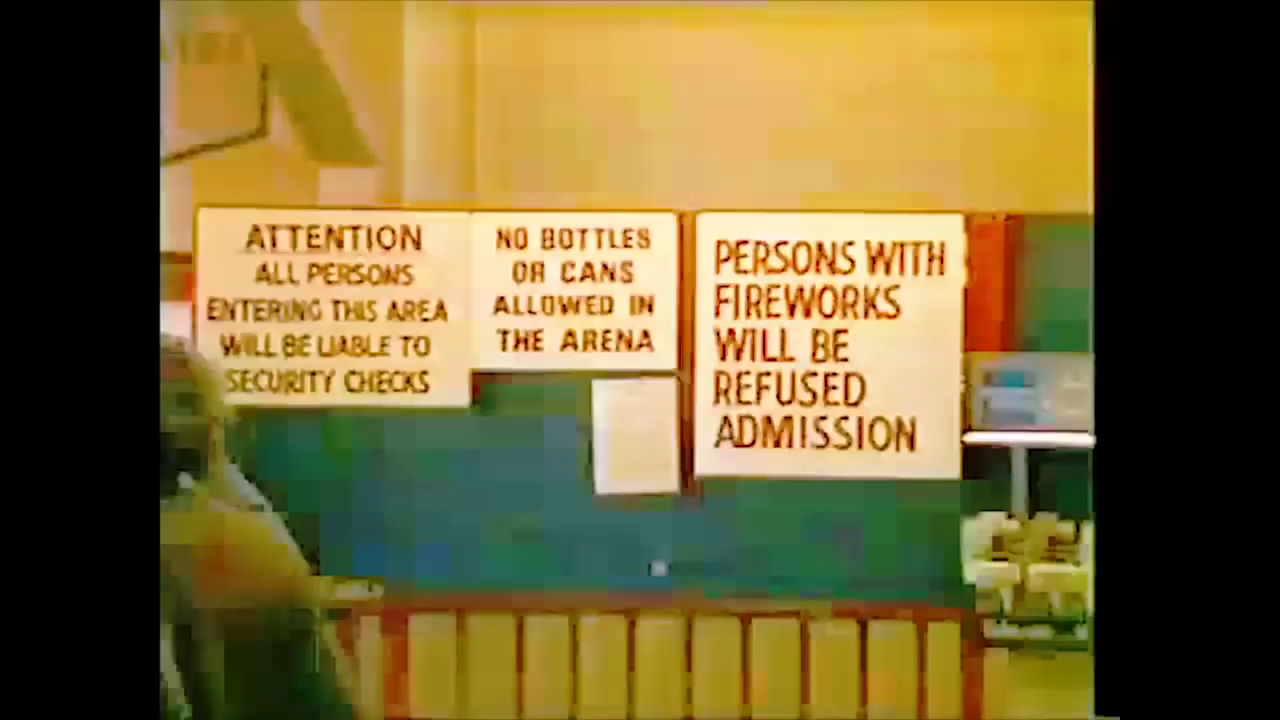 ATTENTION
ALL PERSONS
ENTERING THIS AREA
WILL BE LIABLE TO
SECURITY CHECKS
NO BOTTLES
OR CANS
ALLOWED IN
THE ARENA
PERSONS WITH
FIREWORKS
WILL BE
REFUSED
ADMISSION